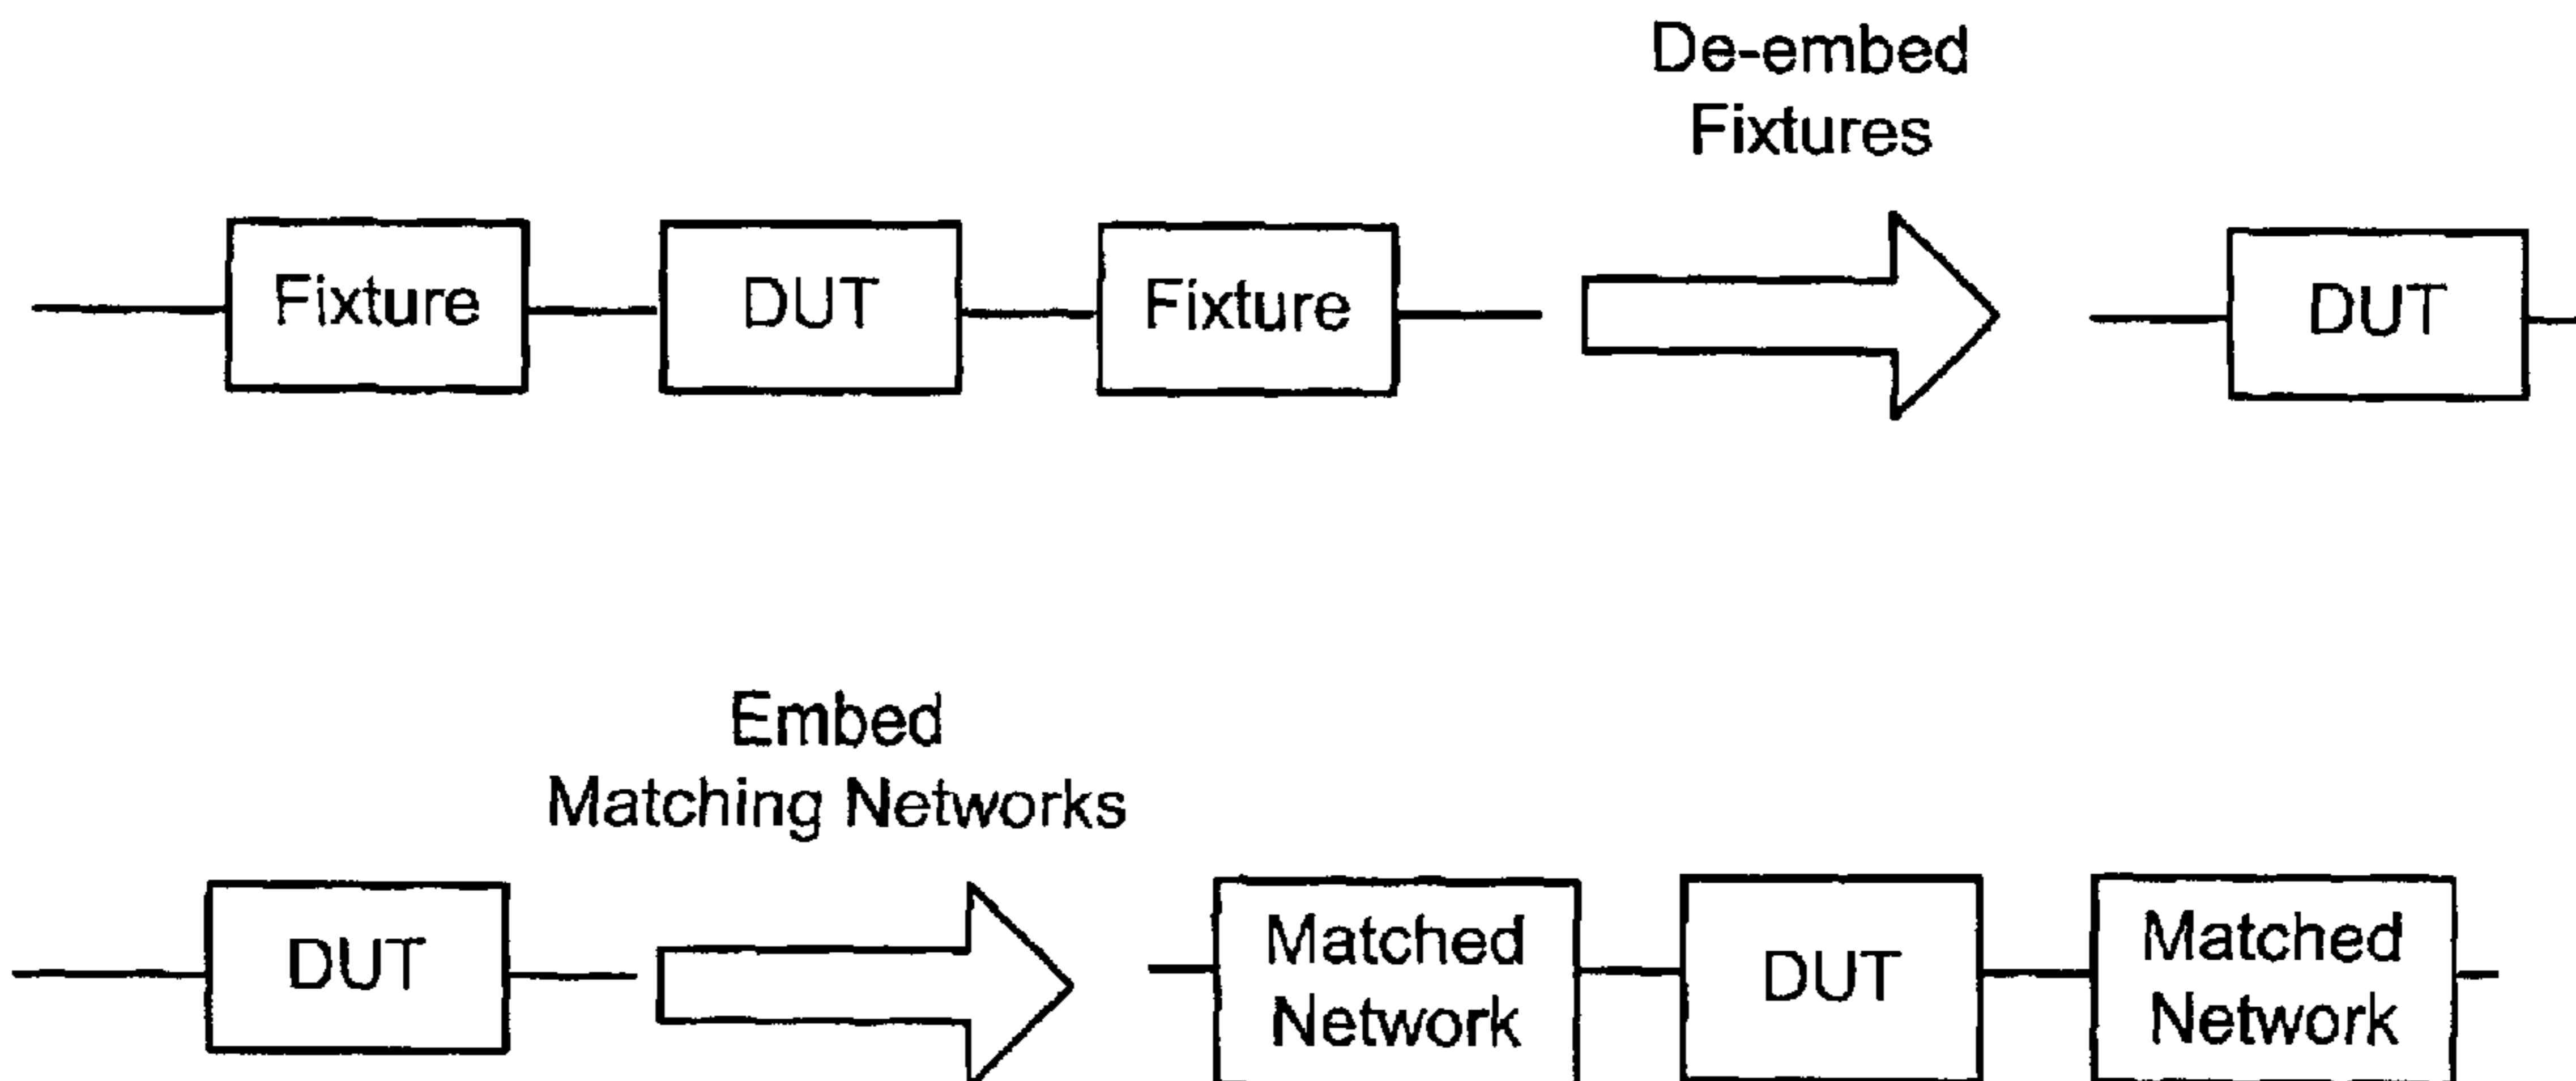 De-embed
Fixtures
Fixture
DUT
Fixture
DUT
Embed
Matching Networks
DUT
Matched
Network
DUT
Matched
Network